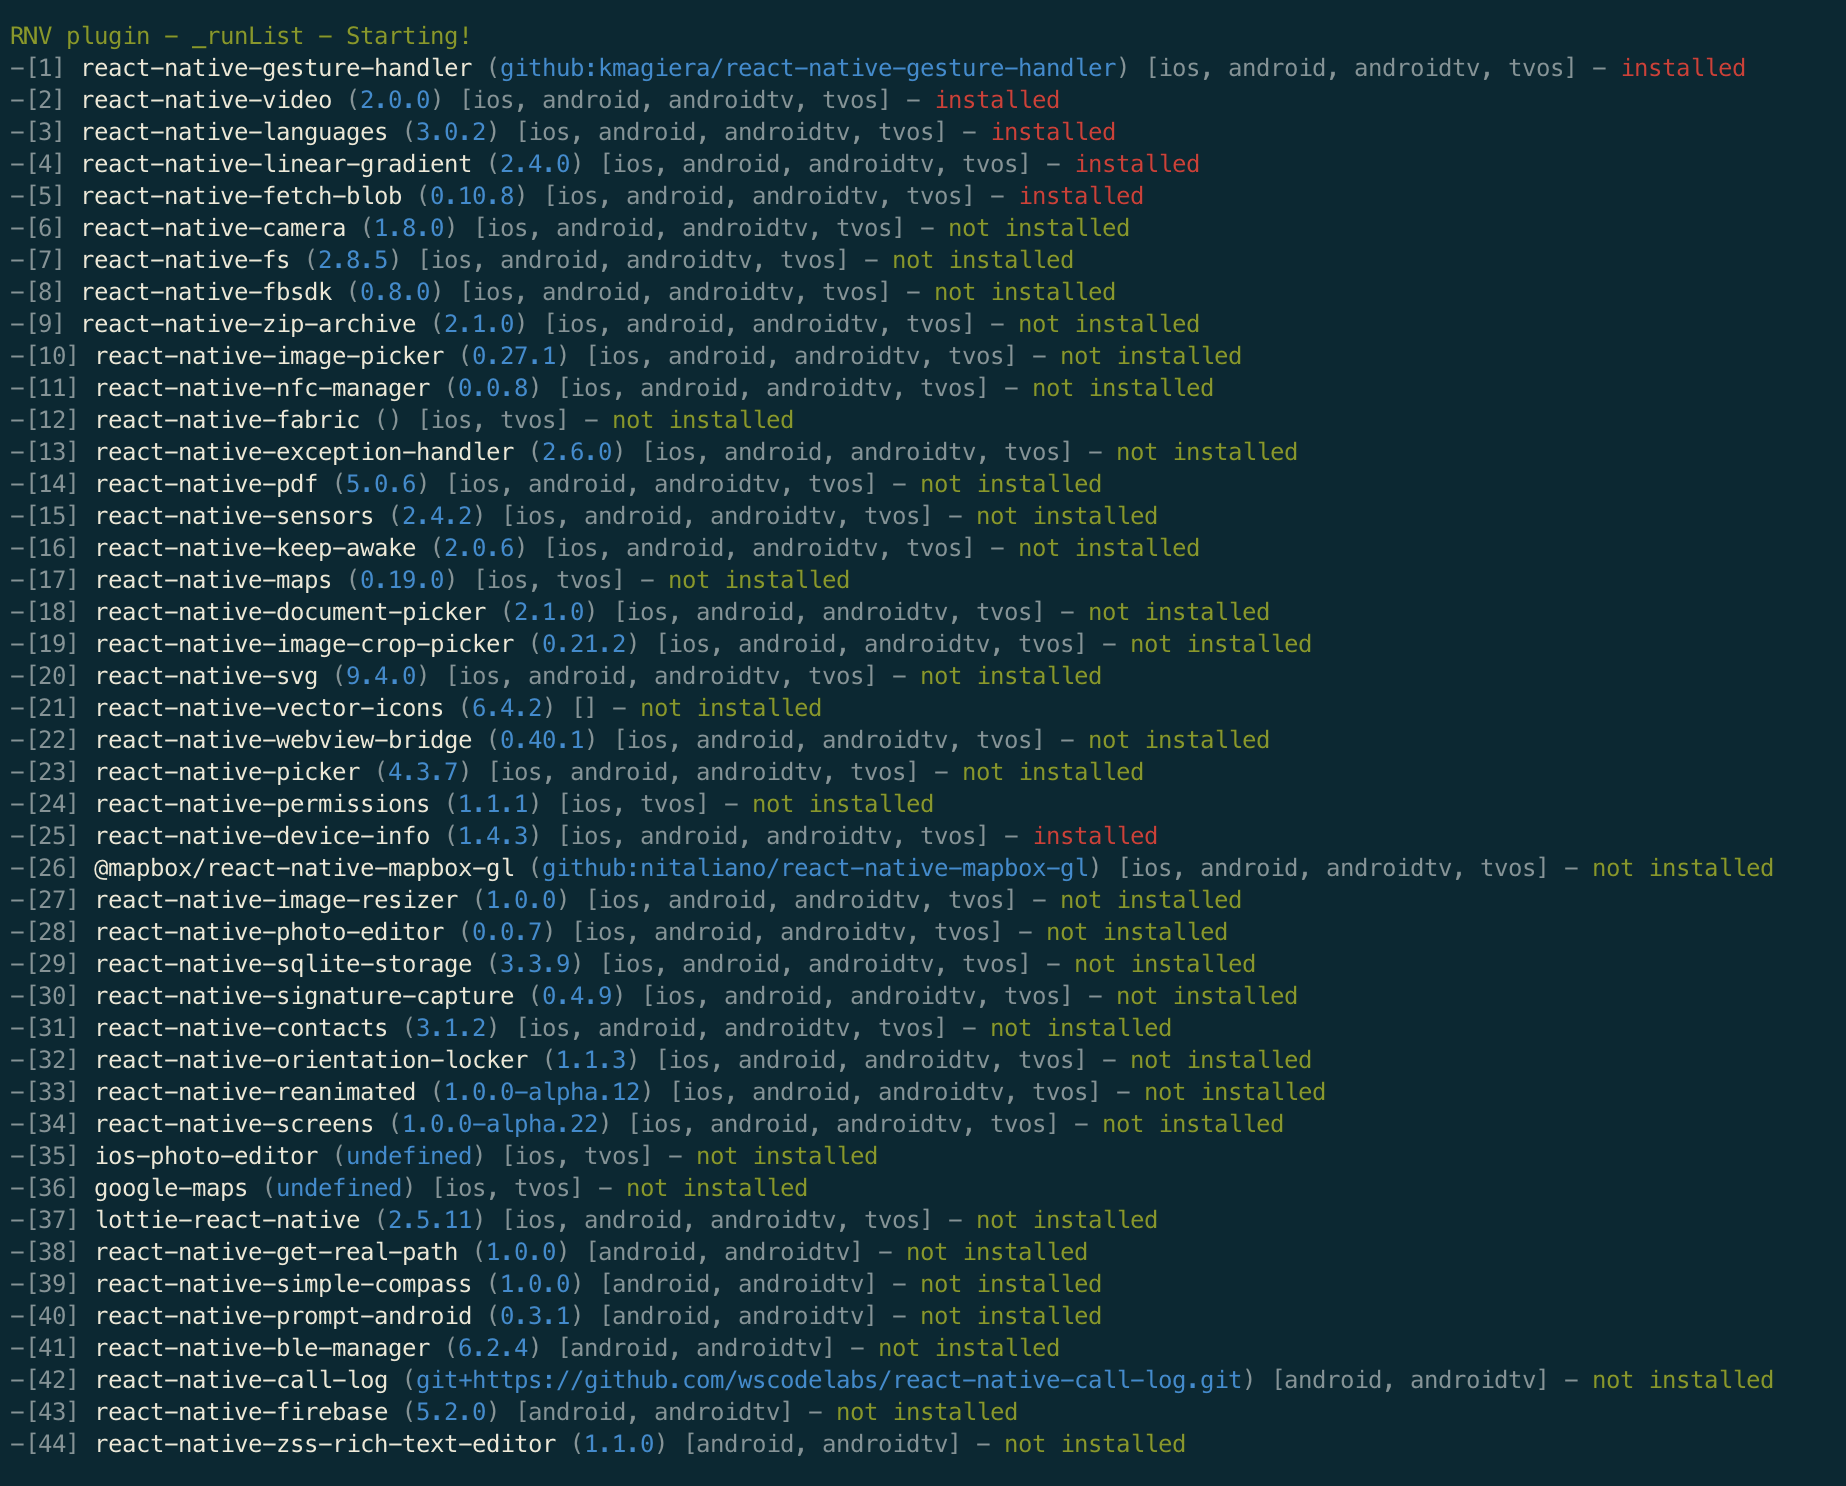 RNV plugin - _runList - Starting!
-[1] react-native-gesture-handler (github:kmagiera/react-native-gesture-handler) [ios, android, androidtv, tvos] - installed
-[2] react-native-video (2.0.0) [ios, android, androidtv, tvos] - installed
-[3] react-native-languages (3.0.2) [ios, android, androidtv, tvos] - installed
-[4] react-native-linear-gradient (2.4.0) [ios, android, androidtv, tvos] - installed
-[5] react-native-fetch-blob (0.10.8) [ios, android, androidtv, tvos] - installed
-[6] react-native-camera (1.8.0) [ios, android, androidtv, tvos] - not installed
-[7] react-native-fs (2.8.5) [ios, android, androidtv, tvos] - not installed
-[8] react-native-fbsdk (0.8.0) [ios, android, androidtv, tvos] - not installed
-[9] react-native-zip-archive (2.1.0) [ios, android, androidtv, tvos] - not installed
-[10] react-native-image-picker (0.27.1) [ios, android, androidtv, tvos] - not installed
-[11] react-native-nfc-manager (0.0.8) [ios, android, androidtv, tvos] - not installed
-[12] react-native-fabric () [ios, tvos] - not installed
-[13] react-native-exception-handler (2.6.0) [ios, android, androidtv, tvos] - not installed
-[14] react-native-pdf (5.0.6) [ios, android, androidtv, tvos] - not installed
-[15] react-native-sensors (2.4.2) [ios, android, androidtv, tvos] - not installed
-[16] react-native-keep-awake (2.0.6) [ios, android, androidtv, tvos] - not installed
-[17] react-native-maps (0.19.0) [ios, tvos] - not installed
-[18] react-native-document-picker (2.1.0) [ios, android, androidtv, tvos] - not installed
-[19] react-native-image-crop-picker (0.21.2) [ios, android, androidtv, tvos] - not installed
-[20] react-native-svg (9.4.0) [ios, android, androidtv, tvos] - not installed
-[21] react-native-vector-icons (6.4.2) [] - not installed
-[22] react-native-webview-bridge (0.40.1) [ios, android, androidtv, tvos] - not installed
-[23] react-native-picker (4.3.7) [ios, android, androidtv, tvos] - not installed
-[24] react-native-permissions (1.1.1) [ios, tvos] - not installed
-[25] react-native-device-info (1.4.3) [ios, android, androidtv, tvos] - installed
-[26] @mapbox/react-native-mapbox-gl (github:nitaliano/react-native-mapbox-gl) [ios, android, androidtv, tvos] - not installed
-[27] react-native-image-resizer (1.0.0) [ios, android, androidtv, tvos] - not installed
-[28] react-native-photo-editor (0.0.7) [ios, android, androidtv, tvos] - not installed
-[29] react-native-sqlite-storage (3.3.9) [ios, android, androidtv, tvos] - not installed
-[30] react-native-signature-capture (0.4.9) [ios, android, androidtv, tvos] - not installed
-[31] react-native-contacts (3.1.2) [ios, android, androidtv, tvos] - not installed
-[32] react-native-orientation-locker (1.1.3) [ios, android, androidtv, tvos] - not installed
-[33] react-native-reanimated (1.0.0-alpha.12) [ios, android, androidtv, tvos] - not installed
-[34] react-native-screens (1.0.0-alpha.22) [ios, android, androidtv, tvos] - not installed
-[35] ios-photo-editor (undefined) [ios, tvos] - not installed
-[36] google-maps (undefined) [ios, tvos] - not installed
-[37] lottie-react-native (2.5.11) [ios, android, androidtv, tvos] - not installed
-[38] react-native-get-real-path (1.0.0) [android, androidtv] - not installed
-[39] react-native-simple-compass (1.0.0) [android, androidtv] - not installed
-[40] react-native-prompt-android (0.3.1) [android, androidtv] - not installed
-[41] react-native-ble-manager (6.2.4) [android, androidtv] - not installed
-[42] react-native-call-log (git+https://github.com/wscodelabs/react-native-call-log.git) [android, androidtv] - not installed
-[43] react-native-firebase (5.2.0) [android, androidtv] - not installed
-[44] react-native-zss-rich-text-editor (1.1.0) [android, androidtv] - not installed